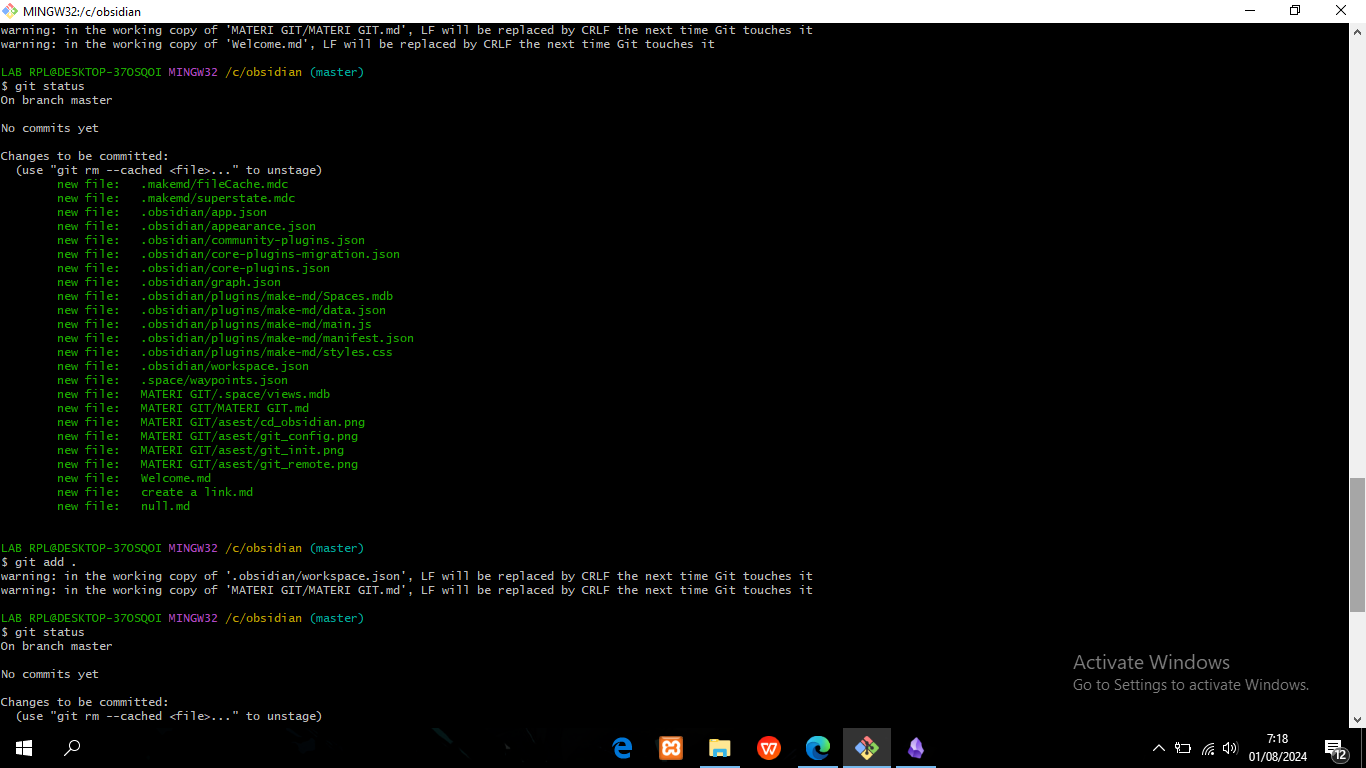 MINGW32:/c/obsidian
warning: in the working copy of 'MATERI GIT/MATERI GIT.md', LF will be replaced by CRLF the next time Git touches it
warning: in the working copy of 'Welcome.md', LF will be replaced by CRLF the next time Git touches it
LAB RPL@DESKTOP-37OSQOI MINGW32 /c/obsidian (master)
$ git status
On branch master
No commits yet
Changes to be committed:
  (use "git rm --cached <file>..." to unstage)
        new file:   .makemd/fileCache.mdc
        new file:   .makemd/superstate.mdc
        new file:   .obsidian/app.json
        new file:   .obsidian/appearance.json
        new file:   .obsidian/community-plugins.json
        new file:   .obsidian/core-plugins-migration.json
        new file:   .obsidian/core-plugins.json
        new file:   .obsidian/graph.json
        new file:   .obsidian/plugins/make-md/Spaces.mdb
        new file:   .obsidian/plugins/make-md/data.json
        new file:   .obsidian/plugins/make-md/main.js
        new file:   .obsidian/plugins/make-md/manifest.json
        new file:   .obsidian/plugins/make-md/styles.css
        new file:   .obsidian/workspace.json
        new file:   .space/waypoints.json
        new file:   MATERI GIT/.space/views.mdb
        new file:   MATERI GIT/MATERI GIT.md
        new file:   MATERI GIT/asest/cd_obsidian.png
        new file:   MATERI GIT/asest/git_config.png
        new file:   MATERI GIT/asest/git_init.png
        new file:   MATERI GIT/asest/git_remote.png
        new file:   Welcome.md
        new file:   create a link.md
        new file:   null.md
LAB RPL@DESKTOP-37OSQOI MINGW32 /c/obsidian (master)
$ git add .
warning: in the working copy of '.obsidian/workspace.json', LF will be replaced by CRLF the next time Git touches it
warning: in the working copy of 'MATERI GIT/MATERI GIT.md', LF will be replaced by CRLF the next time Git touches it
LAB RPL@DESKTOP-37OSQOI MINGW32 /c/obsidian (master)
$ git status
On branch master
No commits yet
Changes to be committed:
  (use "git rm --cached <file>..." to unstage)
Activate Windows
Go to Settings to activate Windows.
7:18
01/08/2024
12